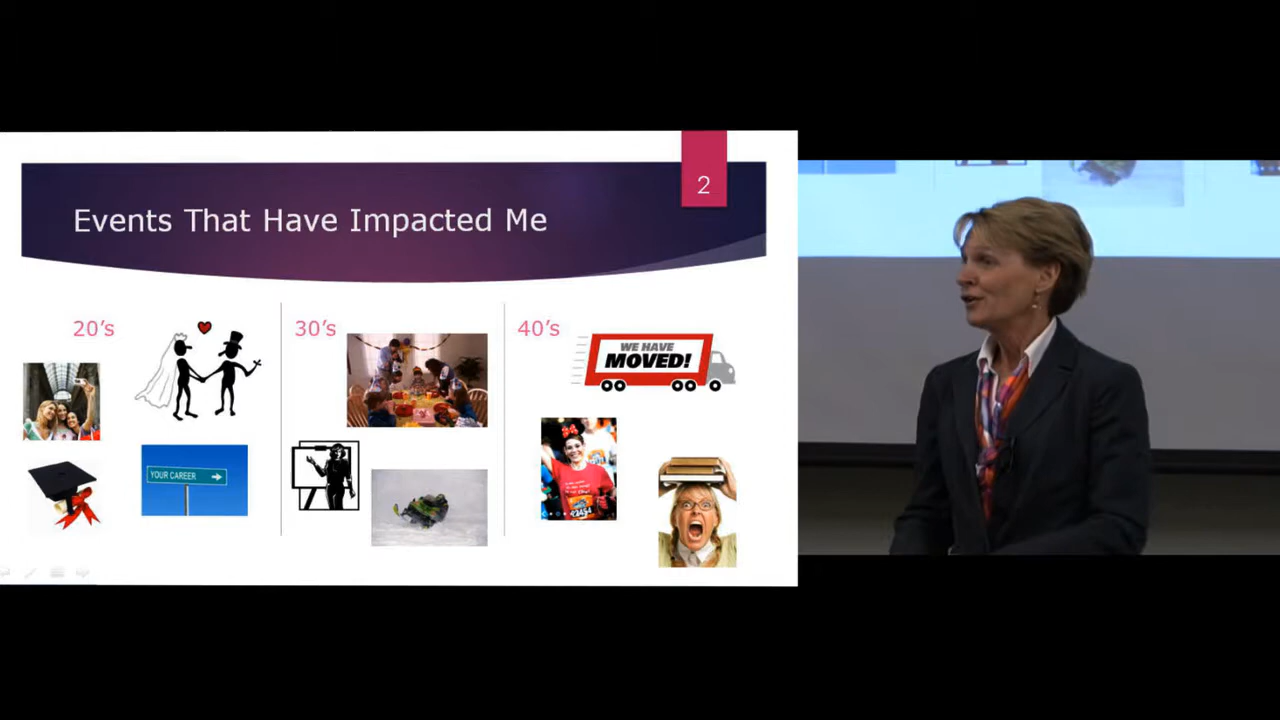 2
Events That Have Impacted Me
20's
30's
40's
WE HAVE
MOVED!
YOUR CAREER